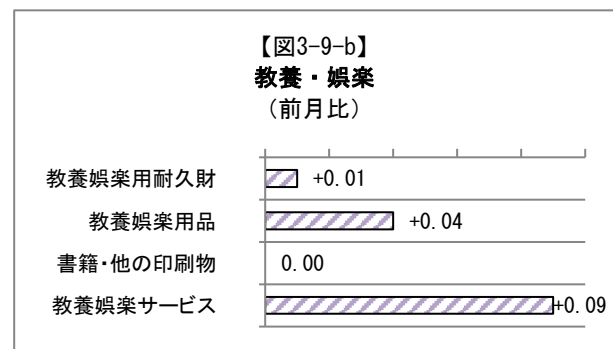 【図3-9-b】
教養・娯楽
（前月比）
教養娯楽用耐久財 +0.01
教養娯楽用品 +0.04
書籍･他の印刷物 0.00
教養娯楽サービス +0.09